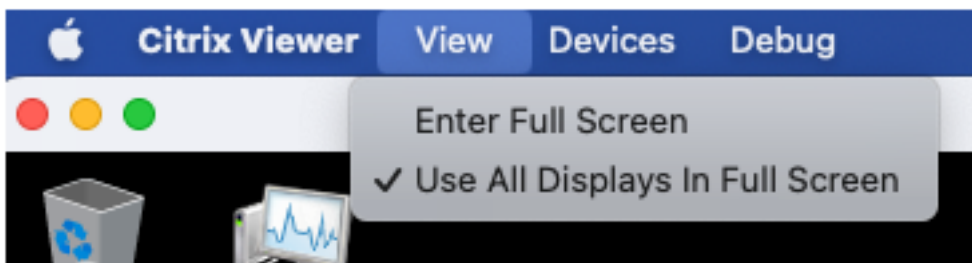 Citrix Viewer View Devices Debug
Enter Full Screen
✓ Use All Displays In Full Screen